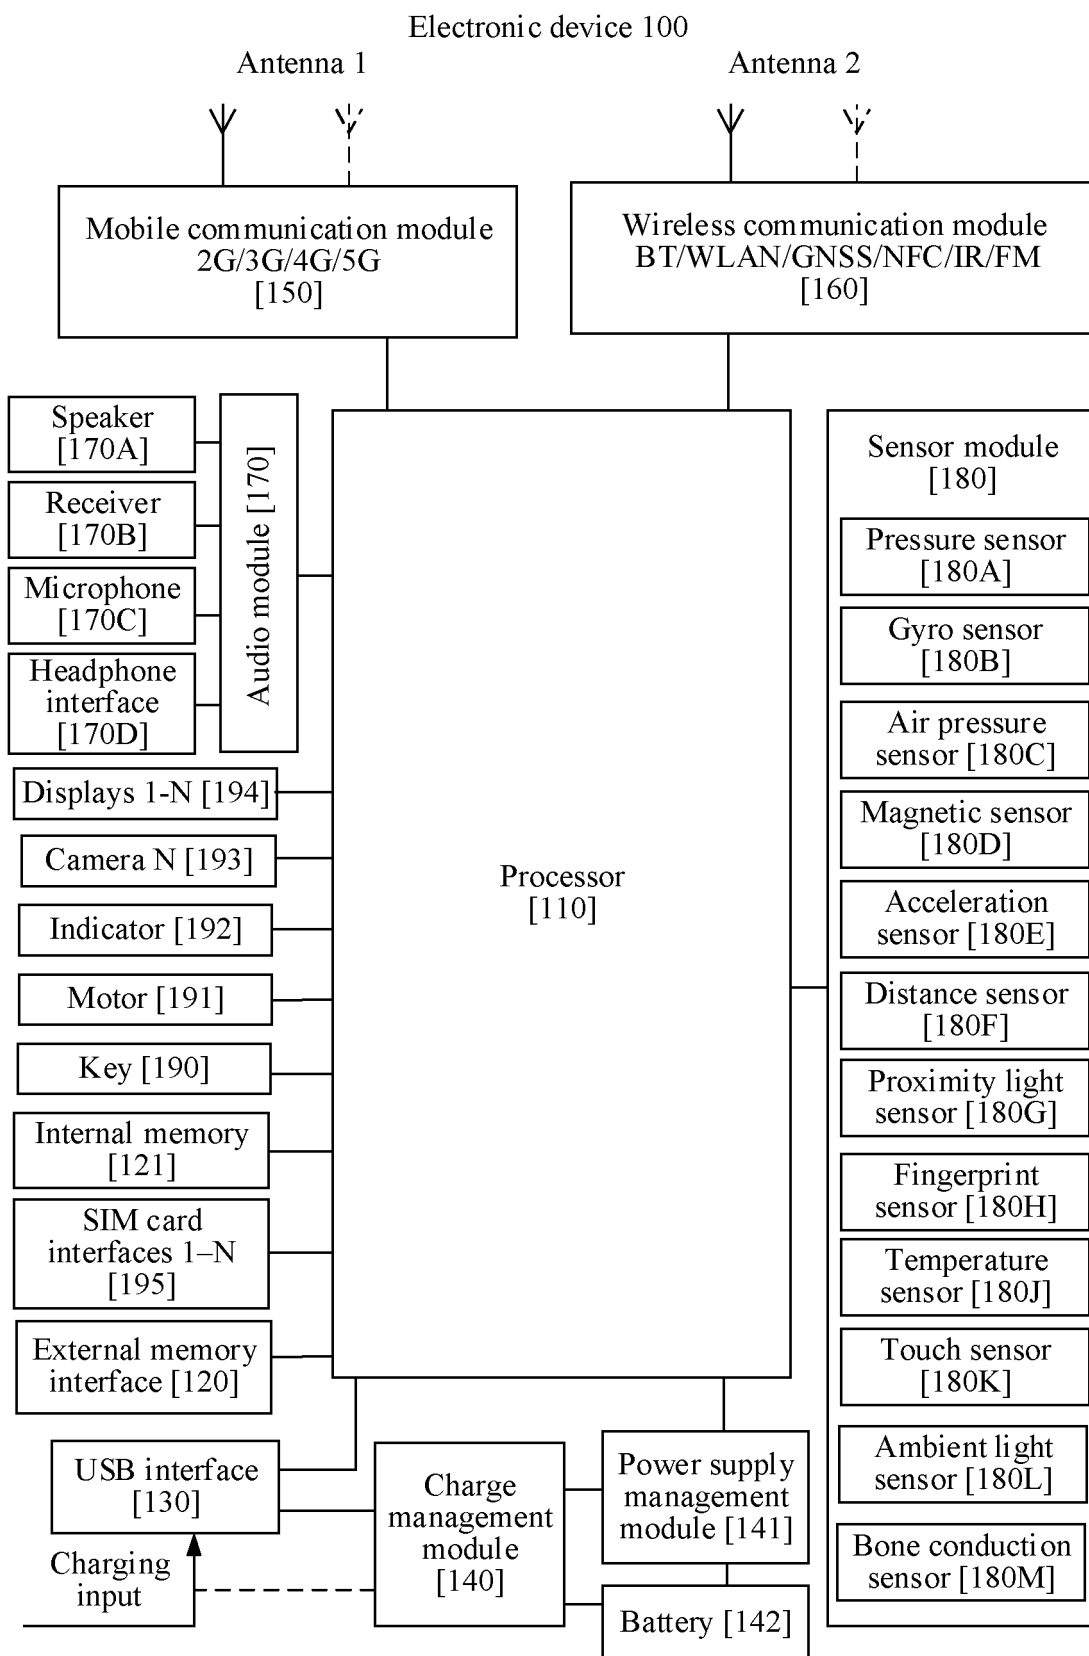 Electronic device 100
Antenna 1
Antenna 2
Mobile communication module
2G/3G/4G/5G
[150]
Wireless communication module
BT/WLAN/GNSS/NFC/IR/FM
[160]
Speaker
[170A]
Receiver
[170B]
Microphone
[170C]
Headphone
interface
[170D]
Audio module [170]
Displays 1-N [194]
Camera N [193]
Indicator [192]
Motor [191]
Key [190]
Internal memory
[121]
SIM card
interfaces 1–N
[195]
External memory
interface [120]
Processor
[110]
Sensor module
[180]
Pressure sensor
[180A]
Gyro sensor
[180B]
Air pressure
sensor [180C]
Magnetic sensor
[180D]
Acceleration
sensor [180E]
Distance sensor
[180F]
Proximity light
sensor [180G]
Fingerprint
sensor [180H]
Temperature
sensor [180J]
Touch sensor
[180K]
Ambient light
sensor [180L]
Bone conduction
sensor [180M]
USB interface
[130]
Charging
input
Charge
management
module
[140]
Power supply
management
module [141]
Battery [142]